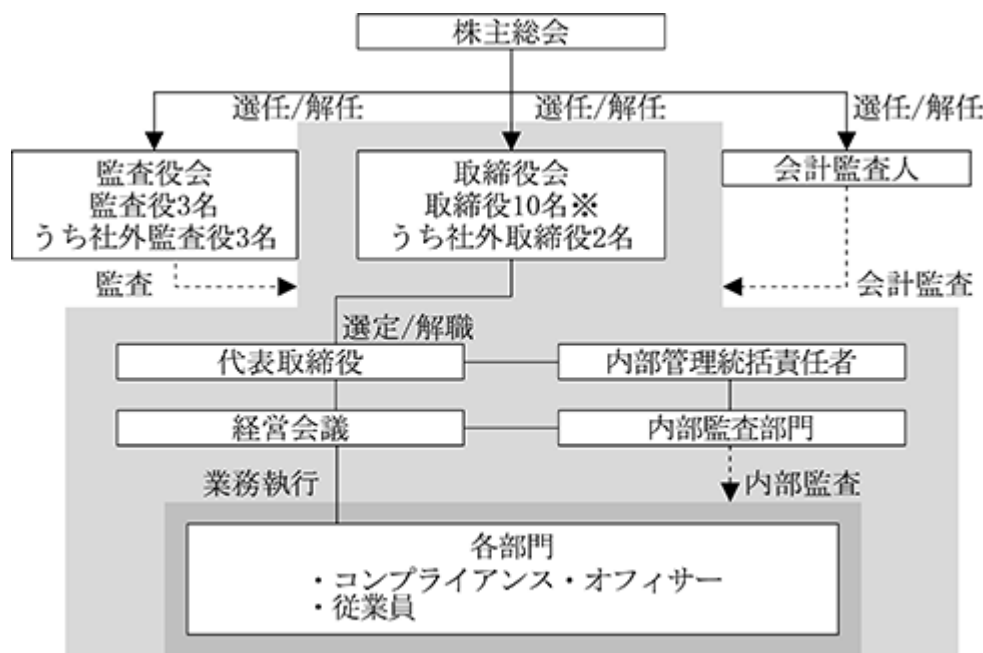 株主総会
選任/解任
選任/解任
選任/解任
監査役会
監査役3名
うち社外監査役3名
取締役会
取締役10名※
うち社外取締役2名
会計監査人
監査
会計監査
選定/解職
代表取締役
内部管理統括責任者
経営会議
内部監査部門
業務執行
内部監査
各部門
・コンプライアンス・オフィサー
・従業員